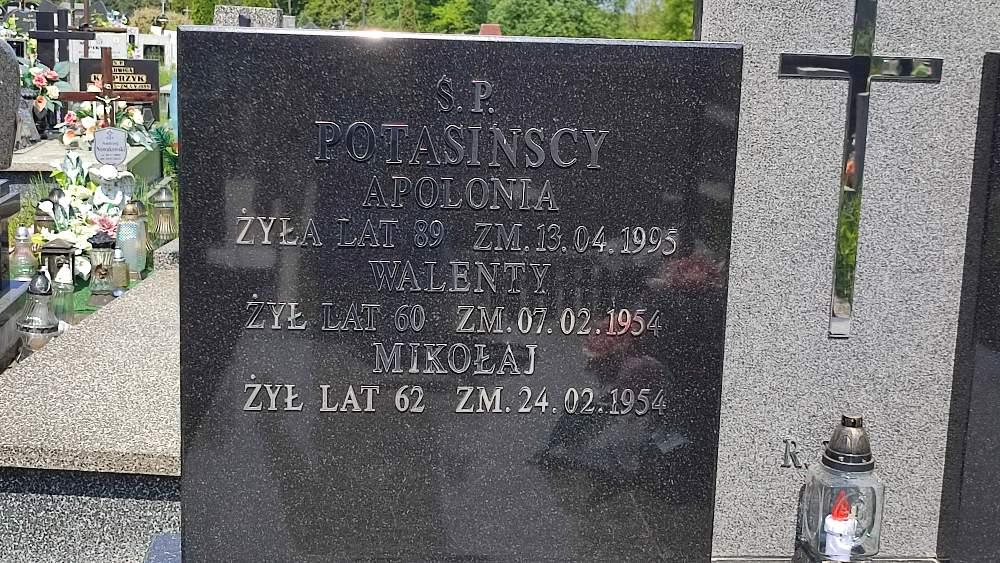 Ś. P.
POTASIŃSCY
APOLONIA
ŻYŁA LAT 89 ZM. 13.04.1995
WALENTY
ŻYŁ LAT 60 ZM. 07.02.1954
MIKOŁAJ
ŻYŁ LAT 62 ZM. 24.02.1954
R.